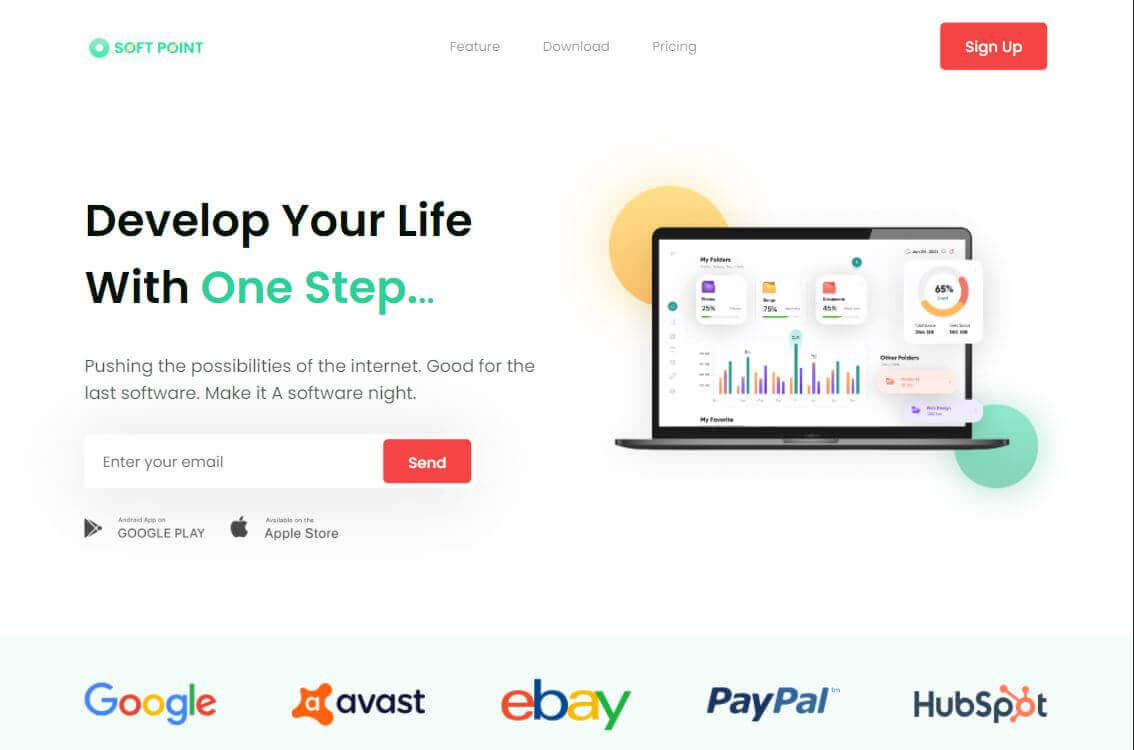 SOFT POINT
Feature
Download
Pricing
Sign Up
Develop Your Life
With One Step...
Pushing the possibilities of the internet. Good for the
last software. Make it A software night.
Enter your email
Send
Android App on
GOOGLE PLAY
Available on the
Apple Store
My Folders
25%
75%
Documents
45%
65%
Other Folders
Web Design
My Favorite
Google
avast
ebay
PayPal™
HubSpot